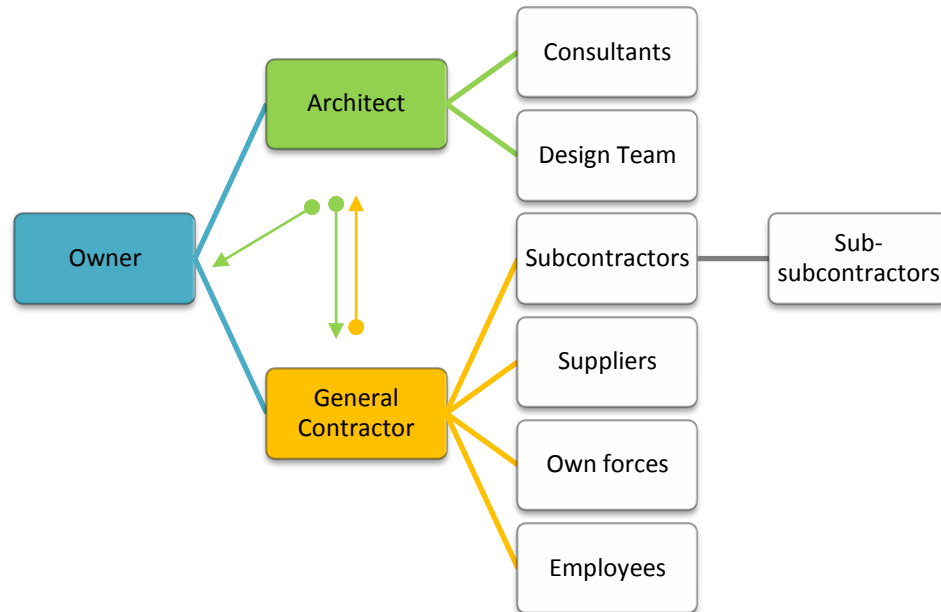 Consultants
Architect
Design Team
Owner
Subcontractors
Sub-
subcontractors
Suppliers
General
Contractor
Own forces
Employees